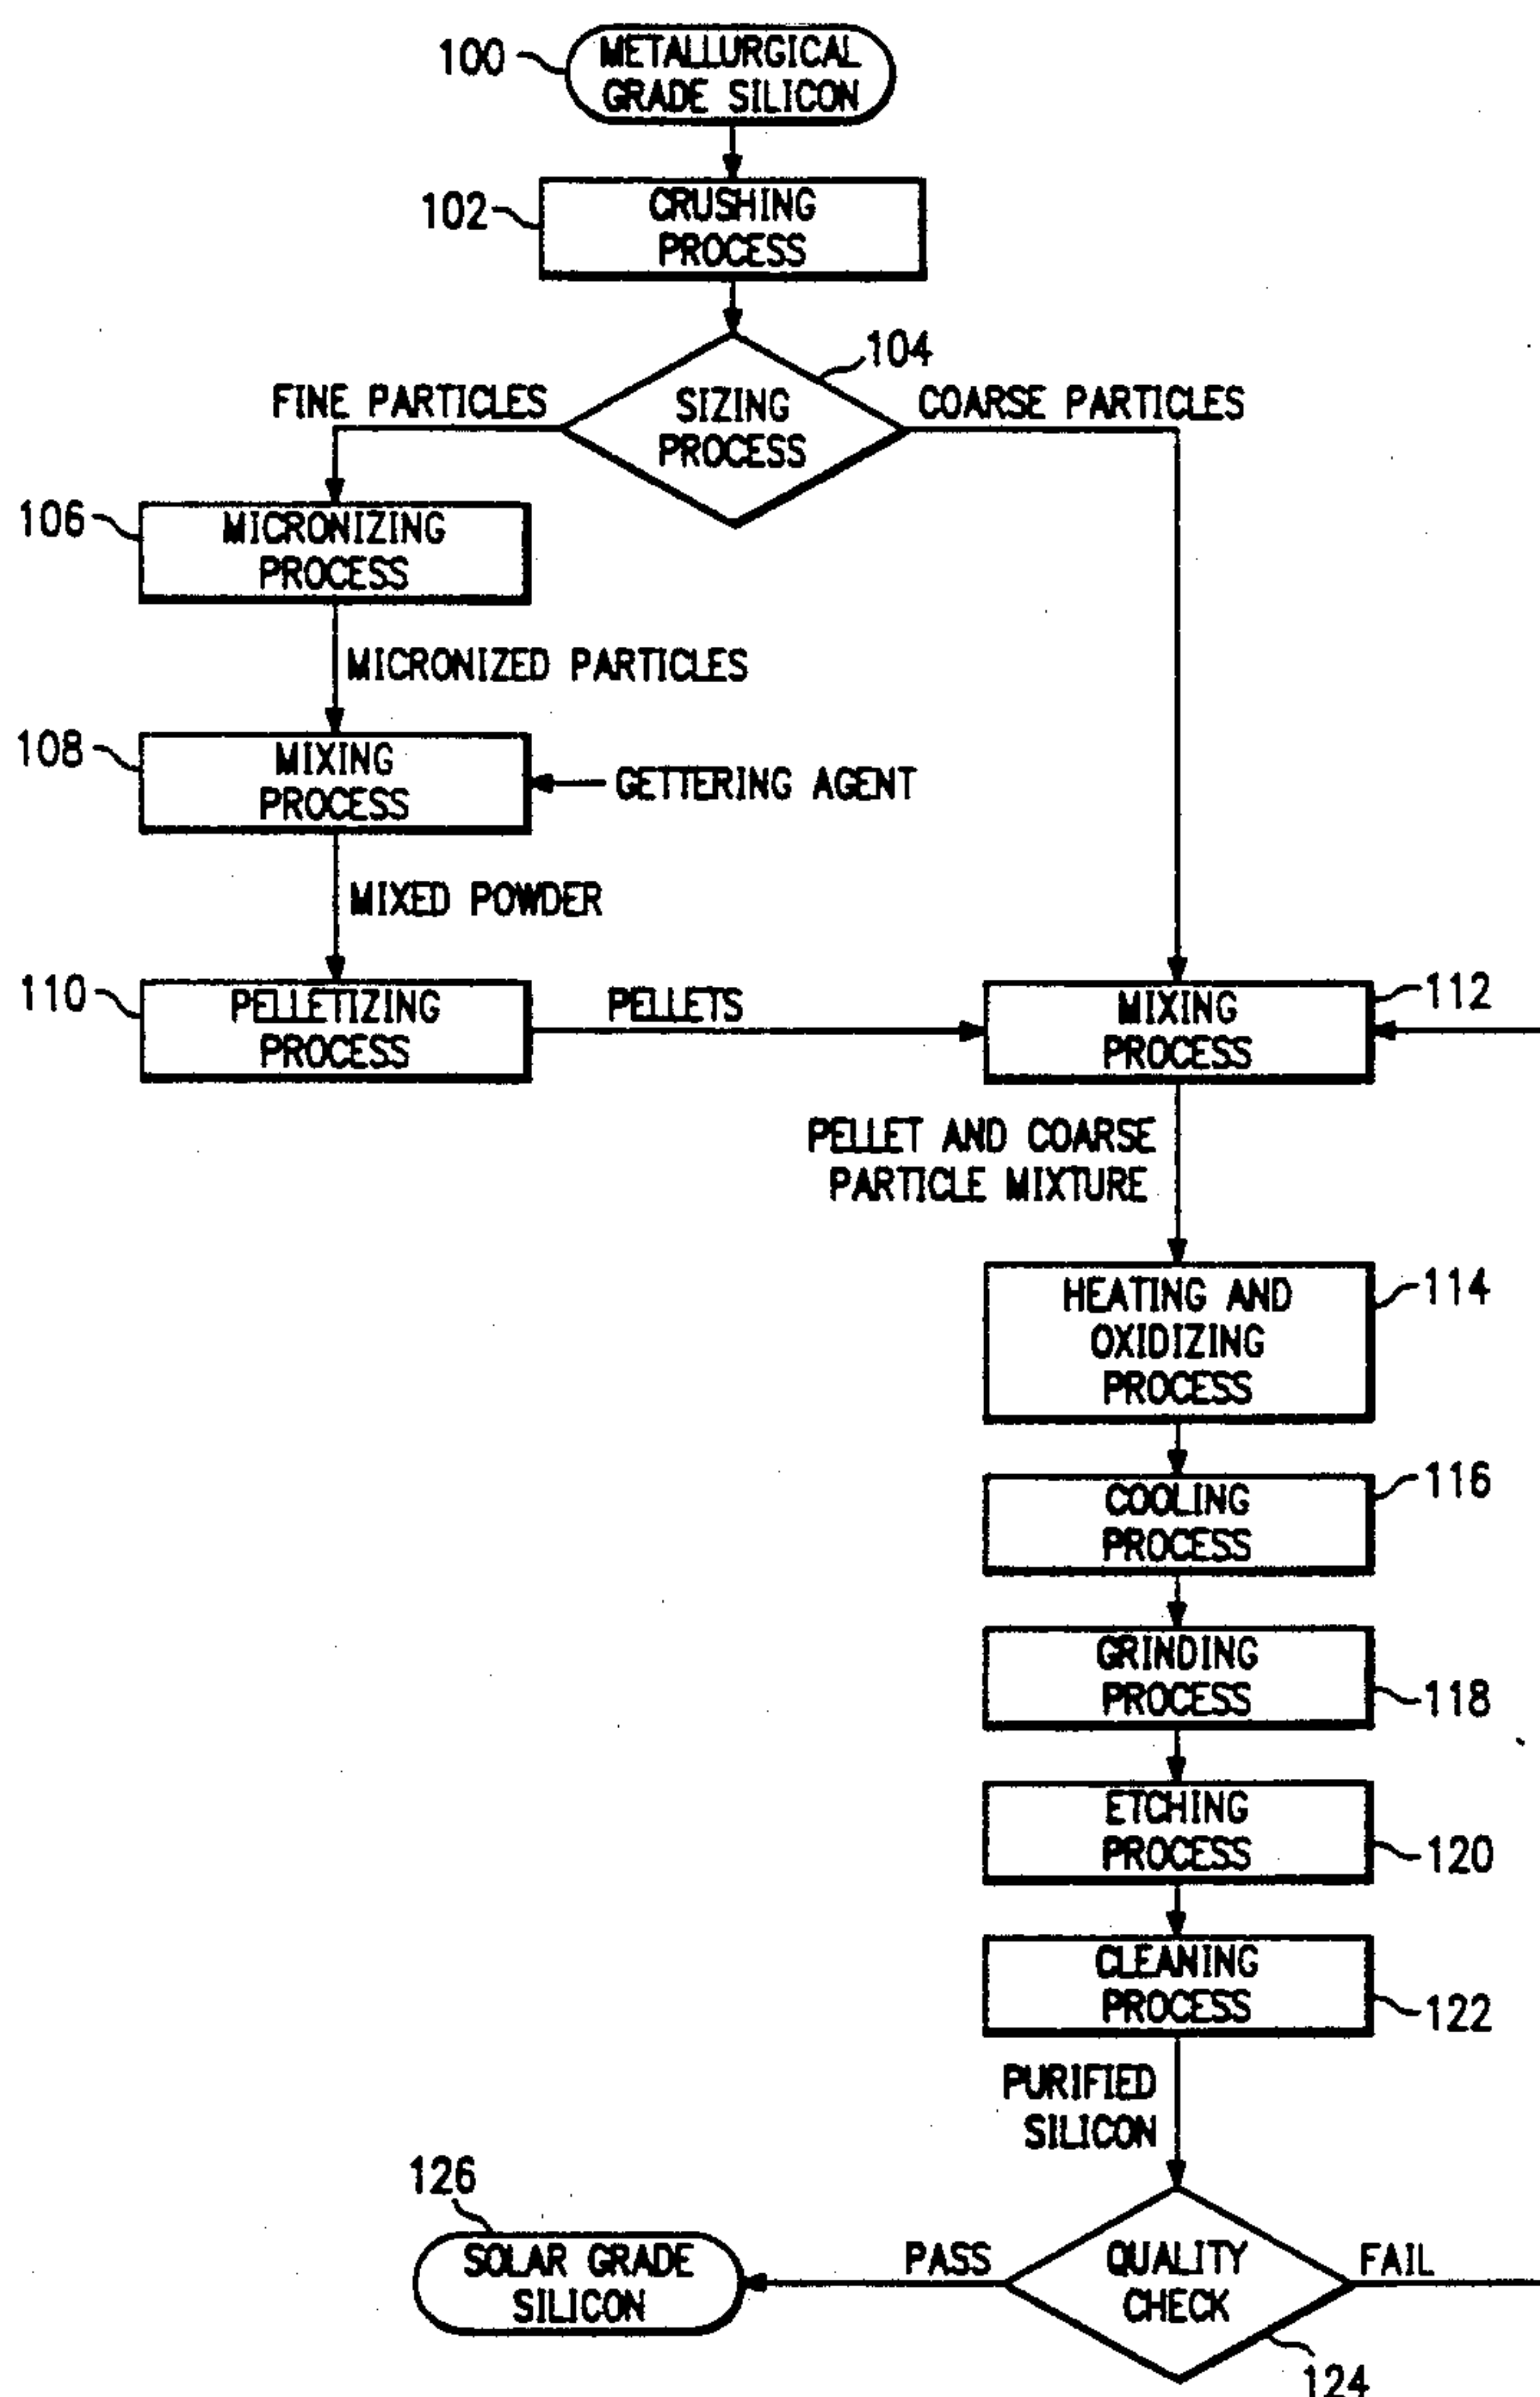 100
METALLURGICAL
GRADE SILICON
102
CRUSHING
PROCESS
104
FINE PARTICLES
SIZING
PROCESS
COARSE PARTICLES
106
MICRONIZING
PROCESS
MICRONIZED PARTICLES
108
MIXING
PROCESS
GETTERING AGENT
MIXED POWDER
110
PELLETIZING
PROCESS
PELLETS
MIXING
PROCESS
112
PELLET AND COARSE
PARTICLE MIXTURE
HEATING AND
OXIDIZING
PROCESS
114
COOLING
PROCESS
116
GRINDING
PROCESS
118
ETCHING
PROCESS
120
CLEANING
PROCESS
122
PURIFIED
SILICON
126
SOLAR GRADE
SILICON
PASS
QUALITY
CHECK
FAIL
124